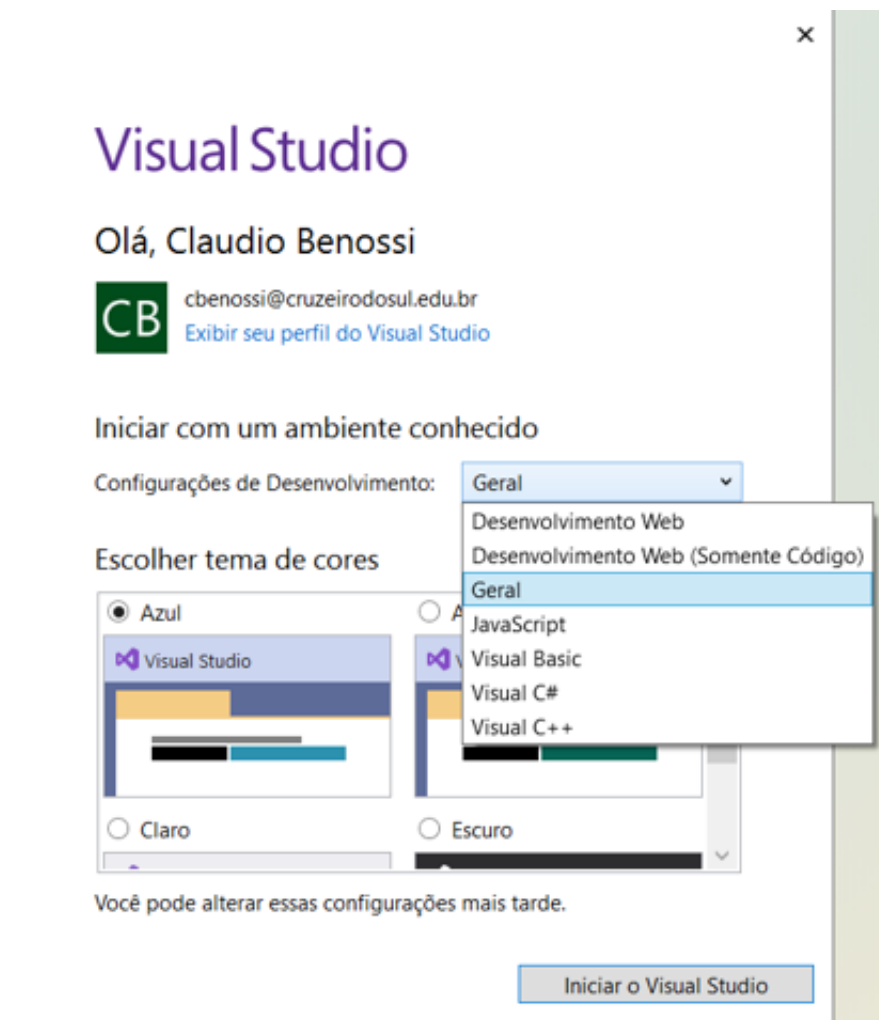 Visual Studio
Olá, Claudio Benossi
CB
cbenossi@cruzeirodosul.edu.br
Exibir seu perfil do Visual Studio
Iniciar com um ambiente conhecido
Configurações de Desenvolvimento:
Geral
Desenvolvimento Web
Desenvolvimento Web (Somente Código)
Geral
JavaScript
Visual Basic
Visual C#
Visual C++
Escolher tema de cores
Azul
Visual Studio
Claro
Escuro
Você pode alterar essas configurações mais tarde.
Iniciar o Visual Studio